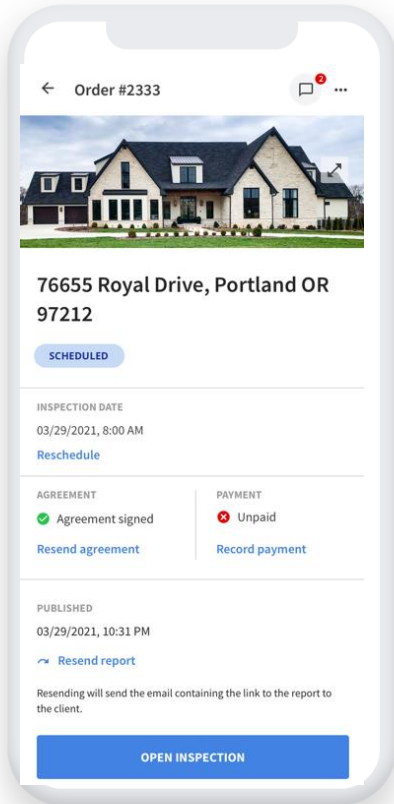 Order #2333
2
76655 Royal Drive, Portland OR
97212
SCHEDULED
INSPECTION DATE
03/29/2021, 8:00 AM
Reschedule
AGREEMENT
Agreement signed
Resend agreement
PAYMENT
Unpaid
Record payment
PUBLISHED
03/29/2021, 10:31 PM
Resend report
Resending will send the email containing the link to the report to
the client.
OPEN INSPECTION